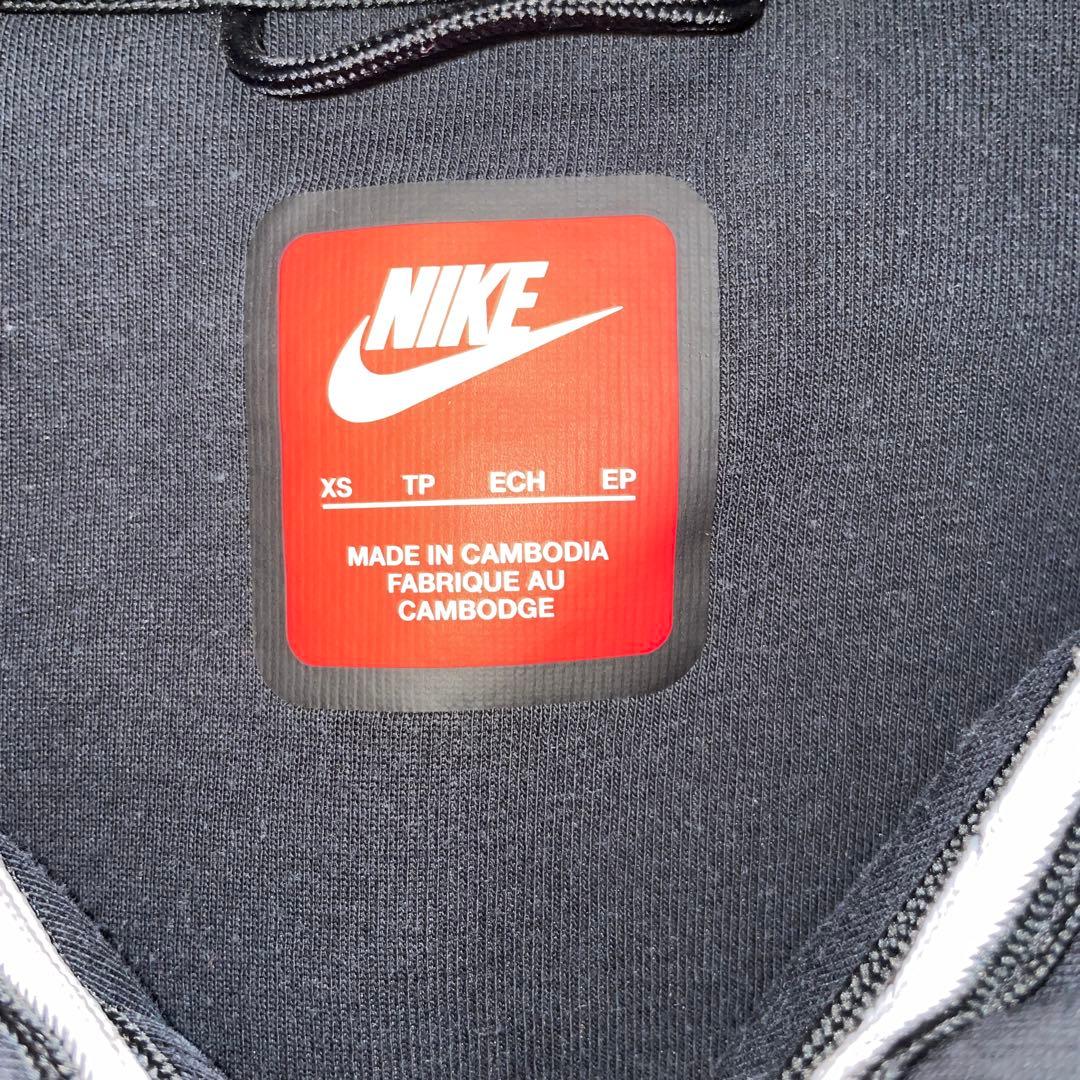 NIKE
XS TP ECH EP
MADE IN CAMBODIA
FABRIQUE AU
CAMBODGE